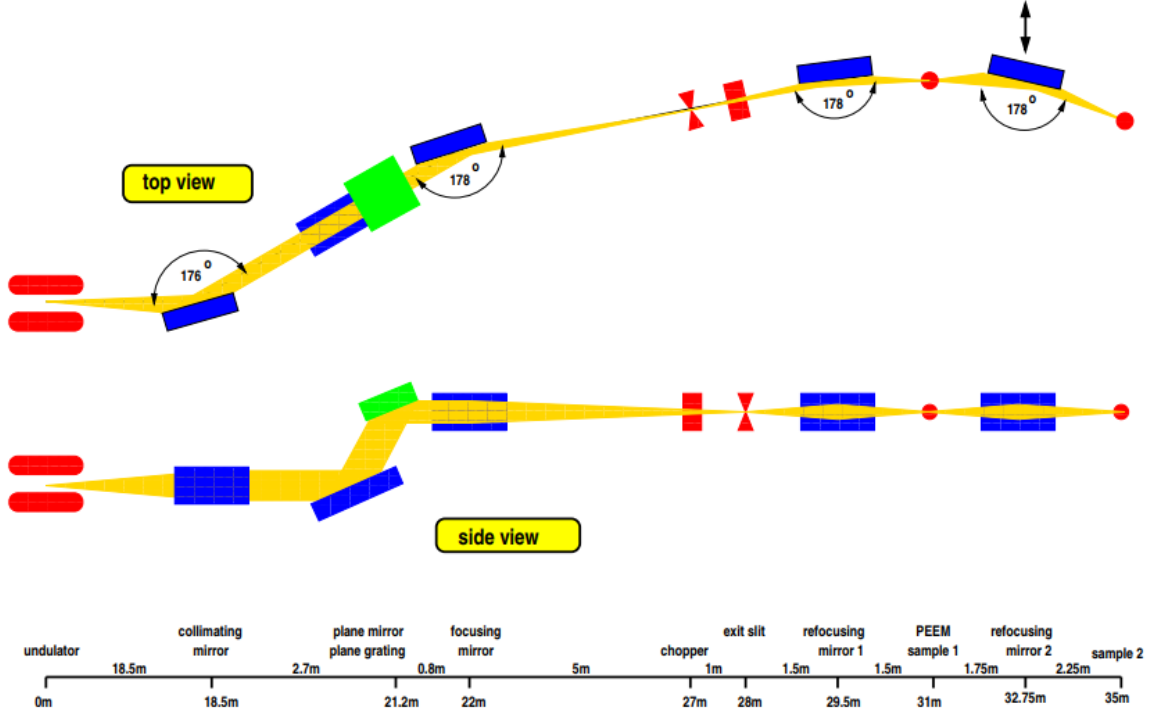 178 °
178 °
top view
178 °
176 °
side view
undulator
collimating
mirror
plane mirror
plane grating
focusing
mirror
chopper
exit slit
refocusing
mirror 1
PEEM
sample 1
refocusing
mirror 2
sample 2
18.5m
2.7m
0.8m
5m
1m
1.5m
1.5m
1.75m
2.25m
0m
18.5m
21.2m
22m
27m
28m
29.5m
31m
32.75m
35m